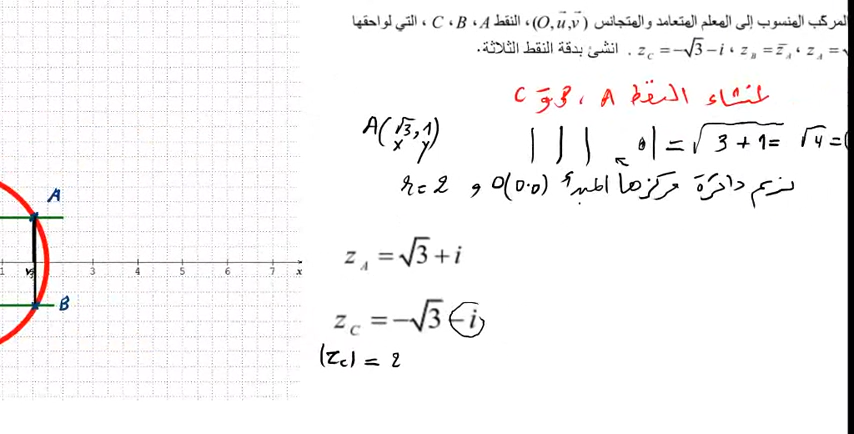 المركب المنسوب إلى المعلم المتعامد والمتجانس (O,u⃗,v⃗)، النقط A ، B ، C ، التي لواحقها
z_A = √ ، z_B = z̄_A ، z_C = −√3 − i . انشئ بدقة النقط الثلاثة.
لإنشاء النقط A ، B و C
A(√3, 1)
x y
| | | | = √3 + 1 = √4 =
نرسم دائرة مركزها المبدأ O(0.0) و r = 2
z_A = √3 + i
z_C = −√3 − i
|z_C| = 2
A
B
1 √3 3 4 5 6 7 x